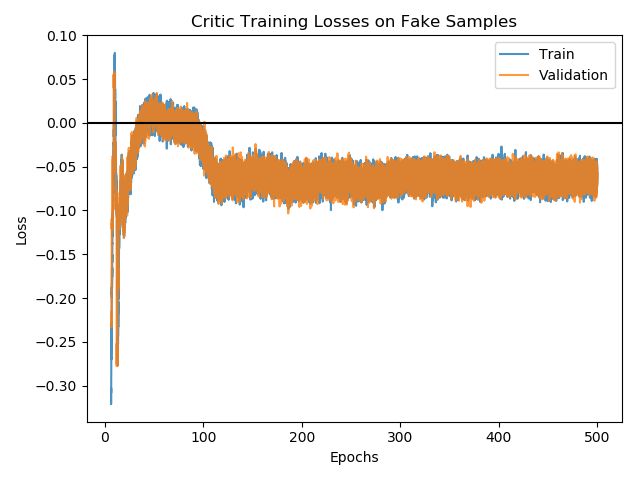 Critic Training Losses on Fake Samples
Train
Validation
0.10
0.05
0.00
−0.05
−0.10
−0.15
−0.20
−0.25
−0.30
Loss
0 100 200 300 400 500
Epochs